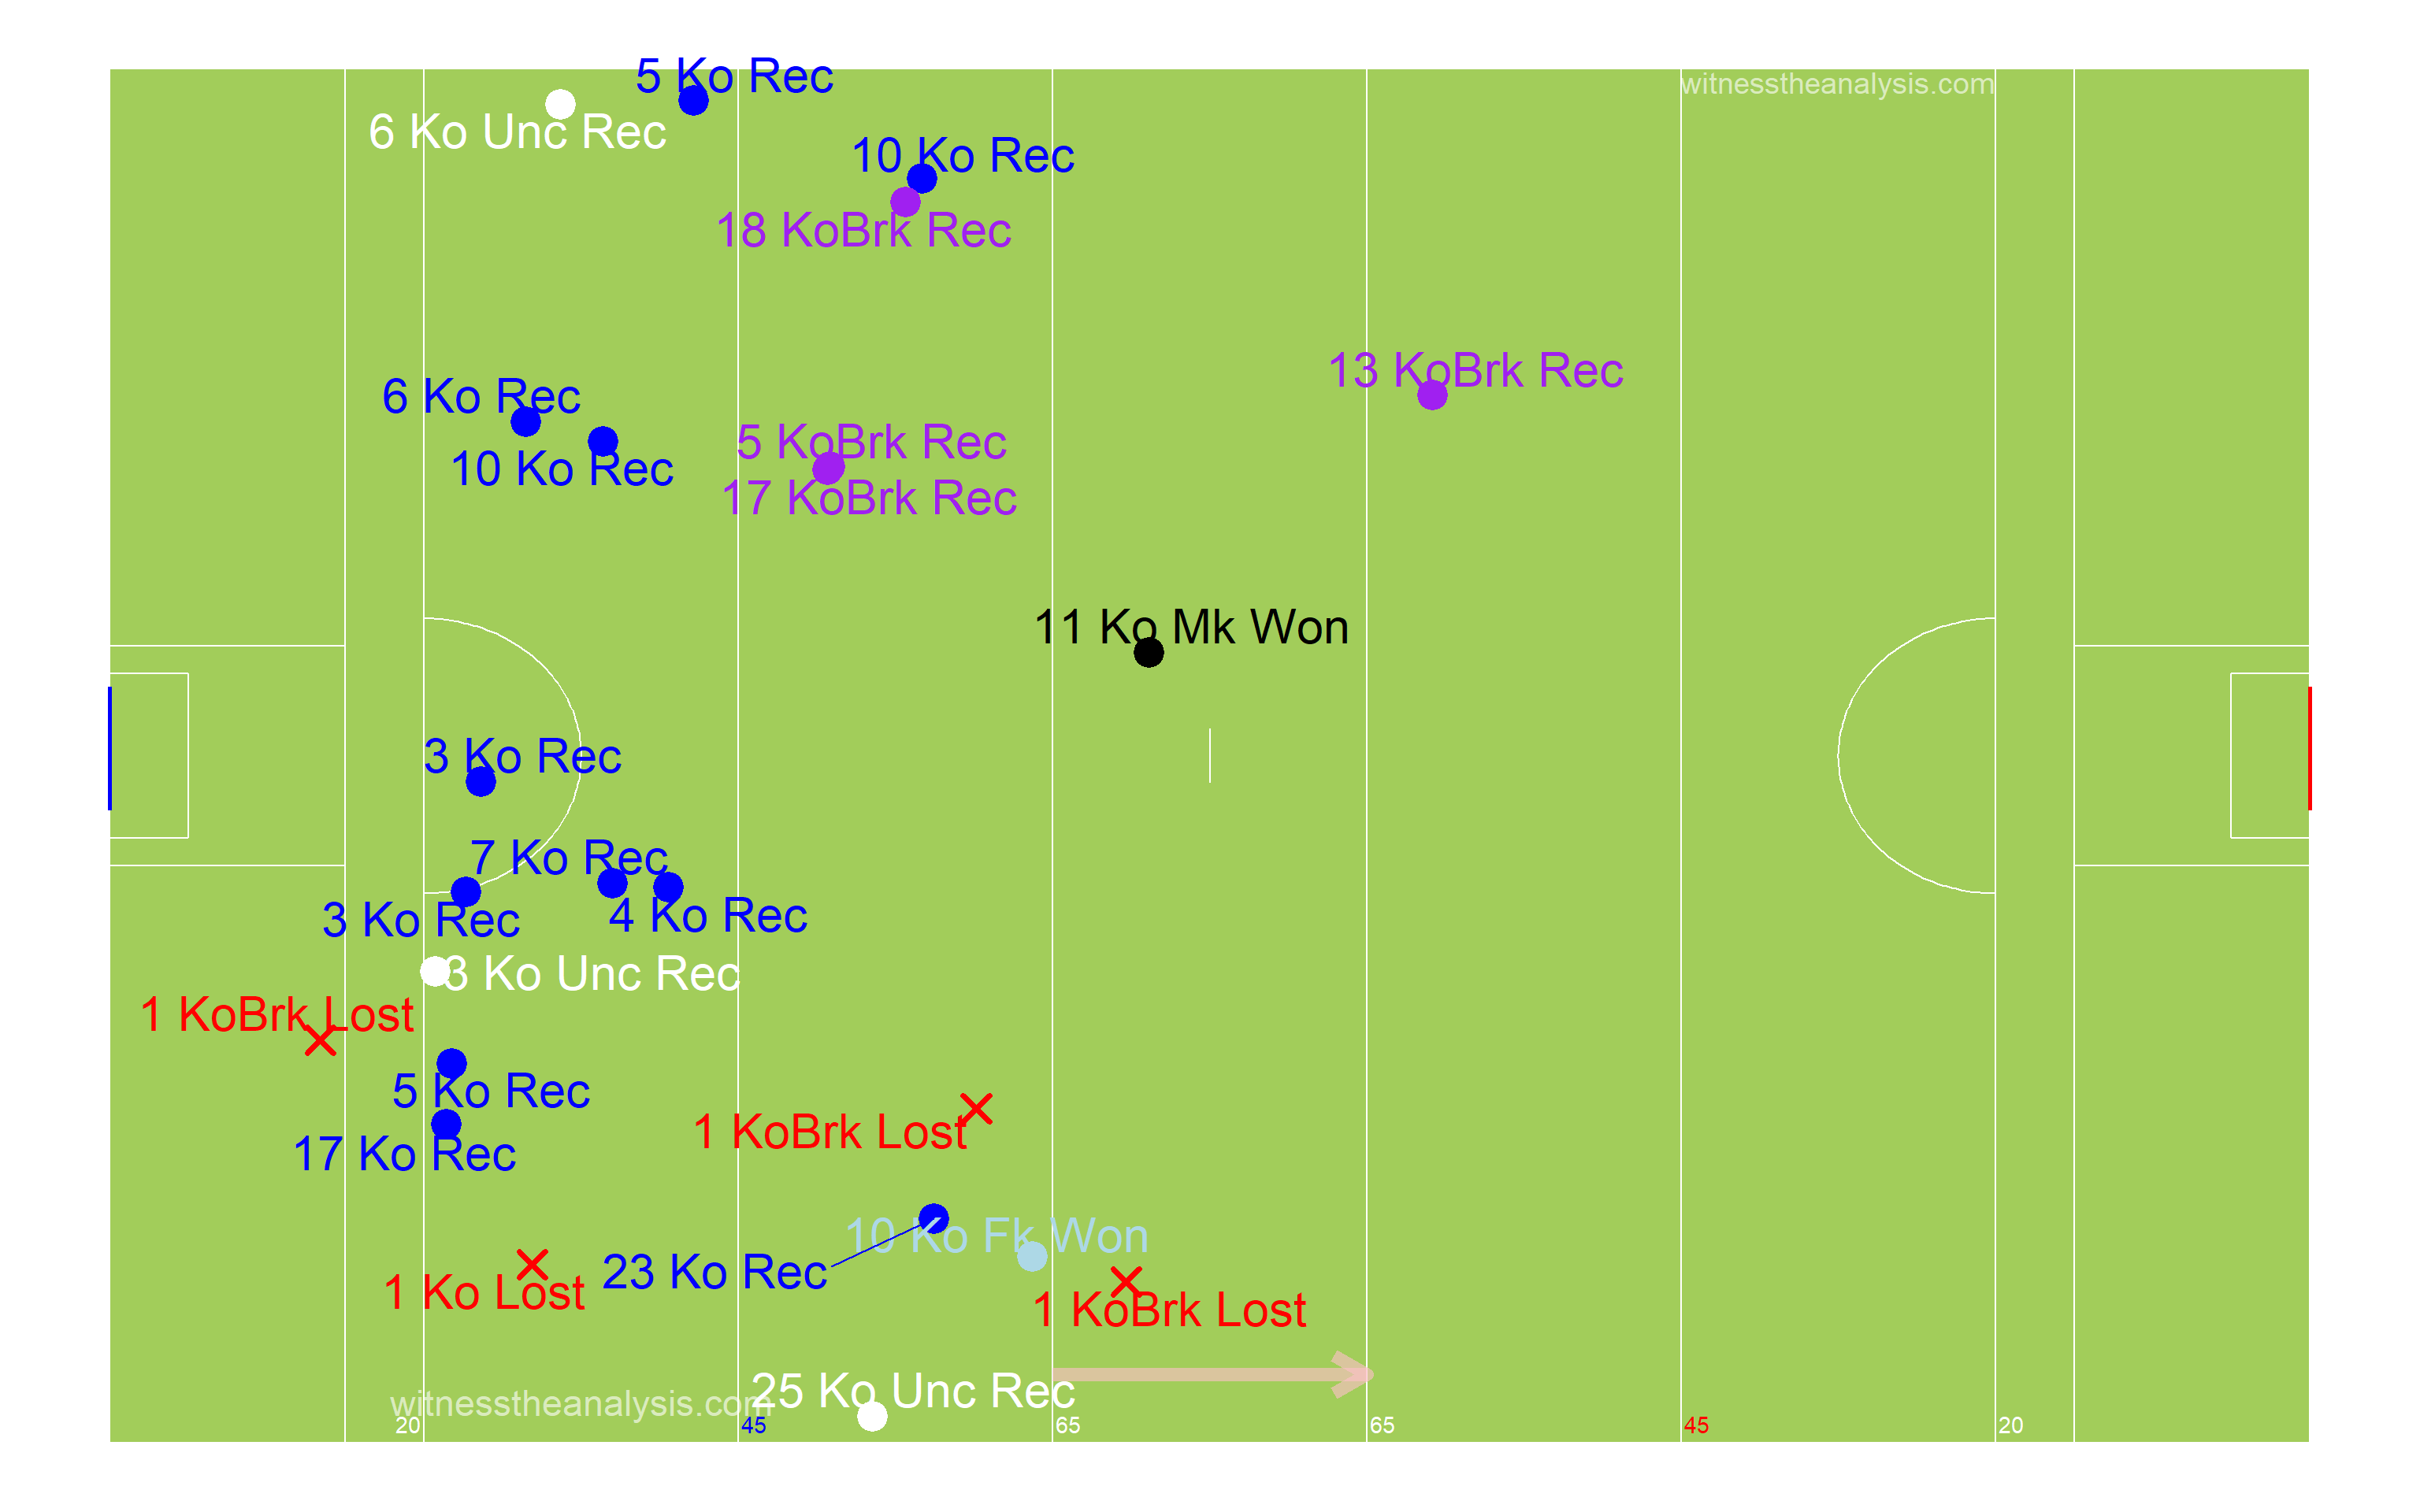 5 Ko Rec
witnesstheanalysis.com
6 Ko Unc Rec
10 Ko Rec
18 KoBrk Rec
13 KoBrk Rec
6 Ko Rec
5 KoBrk Rec
10 Ko Rec
17 KoBrk Rec
11 Ko Mk Won
3 Ko Rec
7 Ko Rec
3 Ko Rec
4 Ko Rec
3 Ko Unc Rec
1 KoBrk Lost
5 Ko Rec
1 KoBrk Lost
17 Ko Rec
10 Ko Fk Won
23 Ko Rec
1 Ko Lost
1 KoBrk Lost
25 Ko Unc Rec
witnesstheanalysis.com
20
45
65
65
45
20